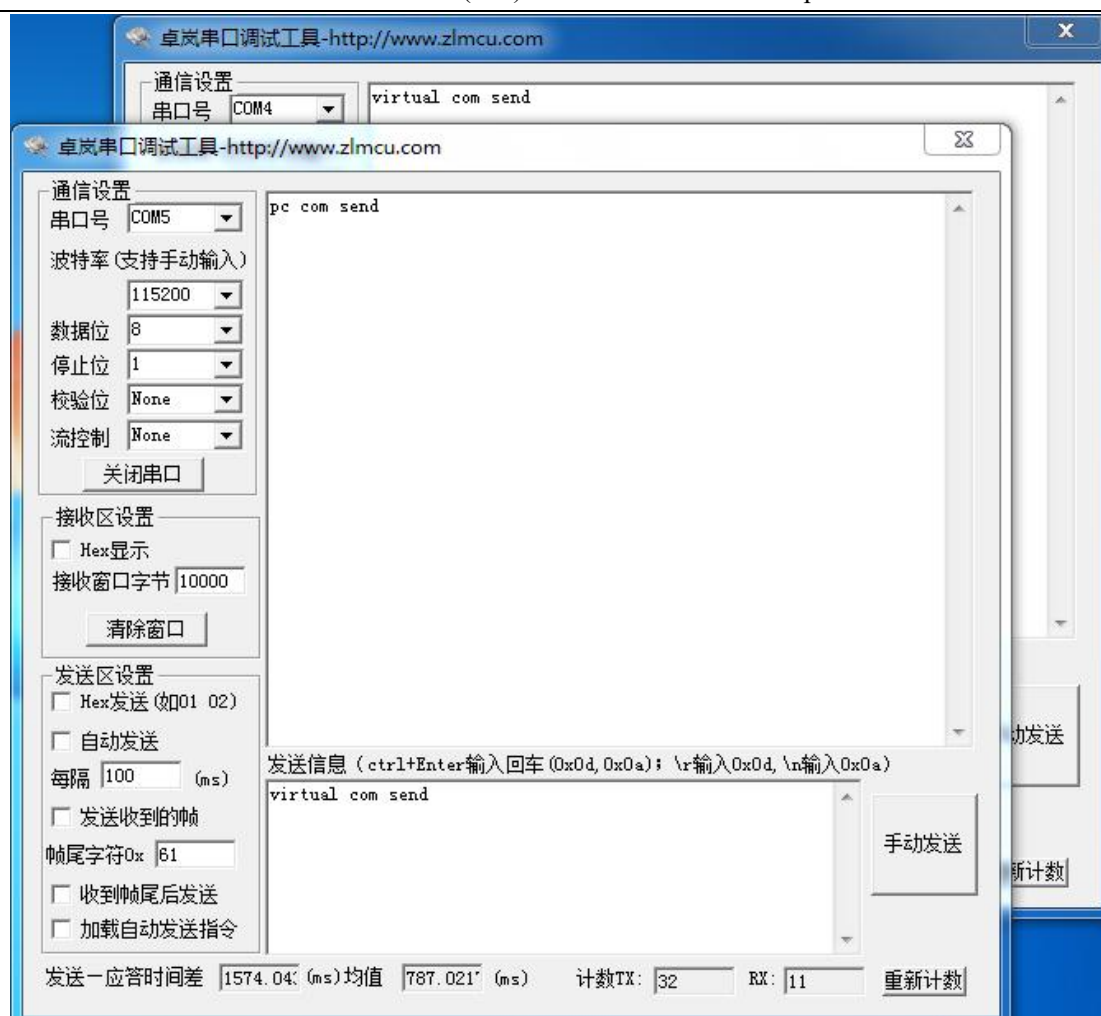 卓岚串口调试工具-http://www.zlmcu.com
通信设置
串口号 COM4
virtual com send
卓岚串口调试工具-http://www.zlmcu.com
通信设置
串口号 COM5
pc com send
波特率(支持手动输入)
115200
数据位 8
停止位 1
校验位 None
流控制 None
关闭串口
接收区设置
Hex显示
接收窗口字节 10000
清除窗口
发送区设置
Hex发送(如01 02)
自动发送
每隔 100 (ms)
发送收到的帧
帧尾字符0x 61
收到帧尾后发送
加载自动发送指令
发送信息(ctrl+Enter输入回车(0x0d,0x0a); \r输入0x0d,\n输入0x0a)
virtual com send
手动发送
动发送
新计数
发送一应答时间差 1574.04 (ms)均值 787.021 (ms) 计数TX: 32 RX: 11 重新计数